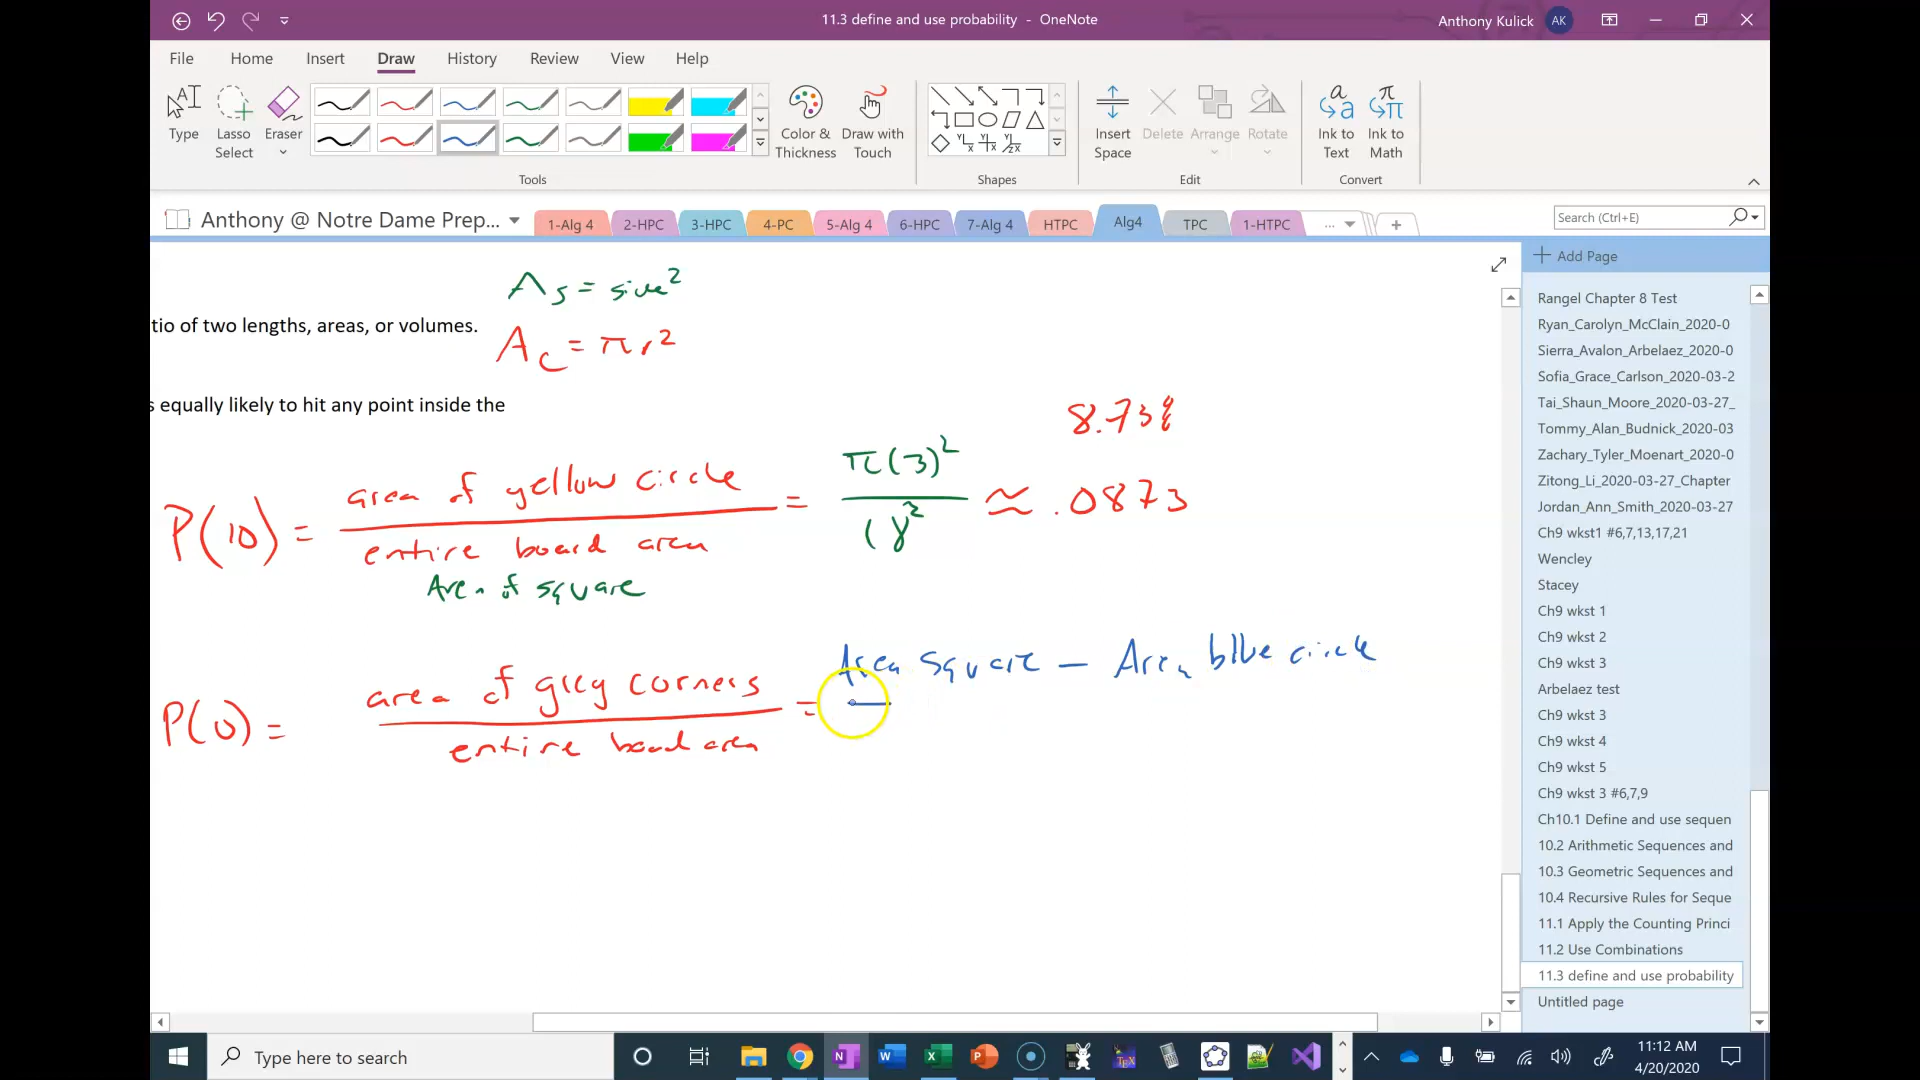 11.3 define and use probability - OneNote
Anthony Kulick AK
File Home Insert Draw History Review View Help
Type
Lasso Select
Eraser
Color & Thickness
Draw with Touch
Insert Space
Delete
Arrange
Rotate
Ink to Text
Ink to Math
Tools
Shapes
Edit
Convert
Anthony @ Notre Dame Prep...
1-Alg 4 2-HPC 3-HPC 4-PC 5-Alg 4 6-HPC 7-Alg 4 HTPC Alg4 TPC 1-HTPC ...
Search (Ctrl+E)
Add Page
Rangel Chapter 8 Test
Ryan_Carolyn_McClain_2020-0
Sierra_Avalon_Arbelaez_2020-0
Sofia_Grace_Carlson_2020-03-2
Tai_Shaun_Moore_2020-03-27_
Tommy_Alan_Budnick_2020-03
Zachary_Tyler_Moenart_2020-0
Zitong_Li_2020-03-27_Chapter
Jordan_Ann_Smith_2020-03-27
Ch9 wkst1 #6,7,13,17,21
Wencley
Stacey
Ch9 wkst 1
Ch9 wkst 2
Ch9 wkst 3
Arbelaez test
Ch9 wkst 3
Ch9 wkst 4
Ch9 wkst 5
Ch9 wkst 3 #6,7,9
Ch10.1 Define and use sequen
10.2 Arithmetic Sequences and
10.3 Geometric Sequences and
10.4 Recursive Rules for Seque
11.1 Apply the Counting Princi
11.2 Use Combinations
11.3 define and use probability
Untitled page
A s = side²
tio of two lengths, areas, or volumes.
A c = πr²
s equally likely to hit any point inside the
8.73%
P(10) = area of yellow circle = π(3)² ≈ .0873
entire board area
Area of square
Area square — Area blue circle
P(0) = area of grey corners =
entire board area
Type here to search
11:12 AM
4/20/2020